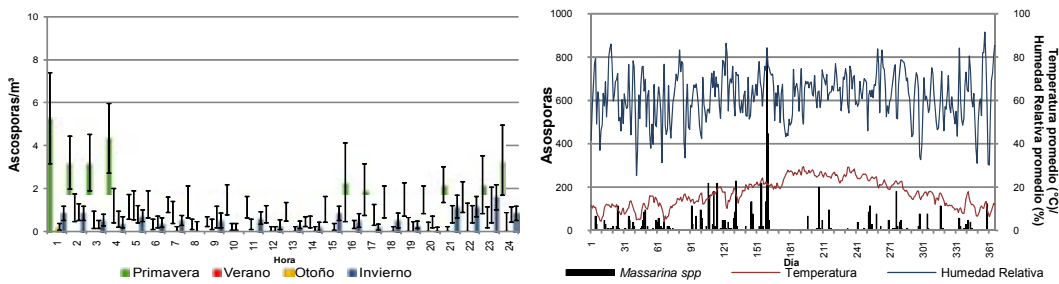 10
8
6
4
2
0
Ascosporas/m³
1 2 3 4 5 6 7 8 9 10 11 12 13 14 15 16 17 18 19 20 21 22 23 24
Hora
Primavera Verano Otoño Invierno
1000
800
600
400
200
0
Asosporas
100
80
60
40
20
0
Temperatura promedio (°C)/
Humedad Relativa promedio (%)
1 31 61 91 121 151 181 211 241 271 301 331 361
Día
Massarina spp Temperatura Humedad Relativa